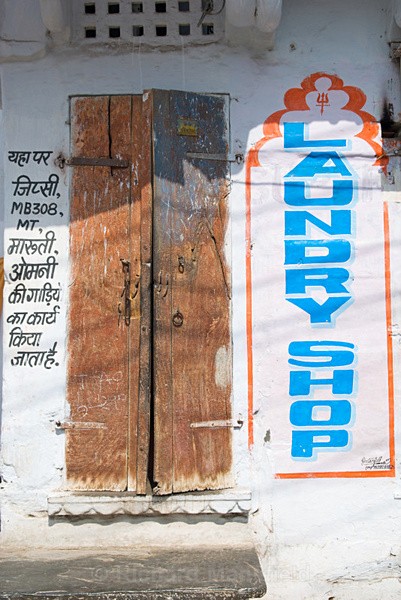 यहा पर
जिप्सी,
MB308,
MT,
मारूती.
ओमनी
की गाड़ियो
का कार्य
किया
जाता है.
LAUNDRY SHOP